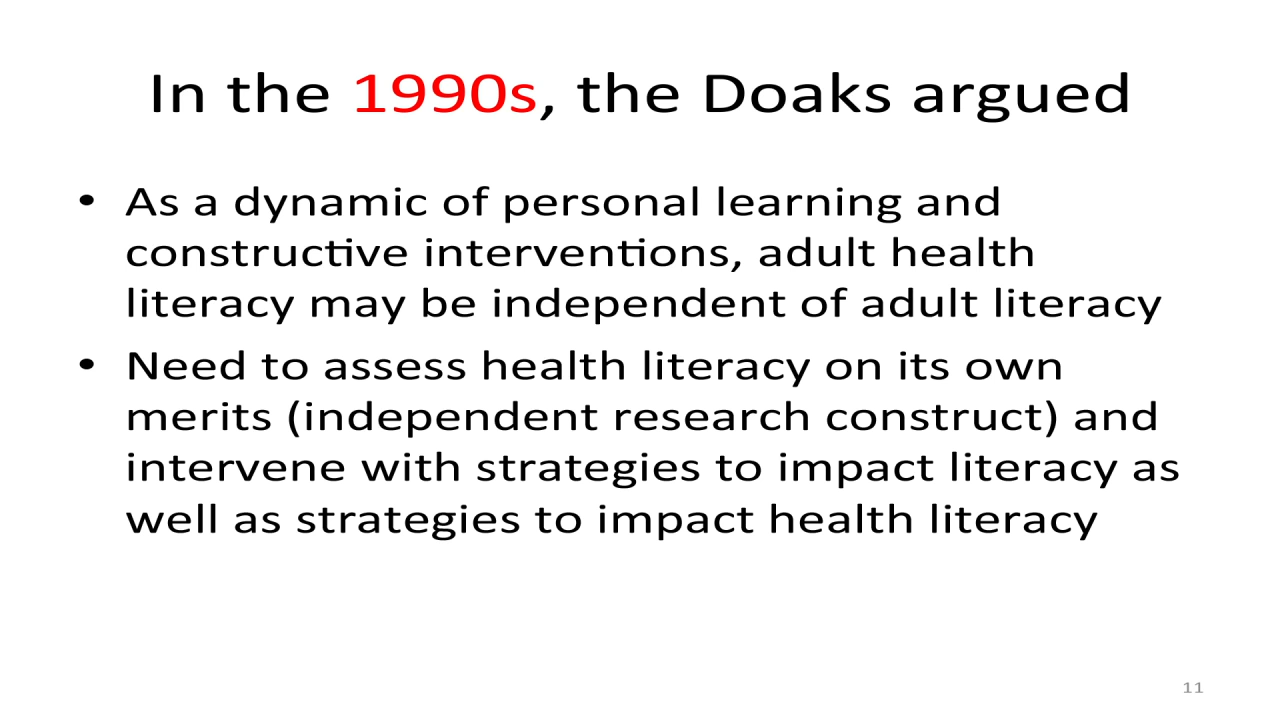 In the 1990s, the Doaks argued
• As a dynamic of personal learning and
constructive interventions, adult health
literacy may be independent of adult literacy
• Need to assess health literacy on its own
merits (independent research construct) and
intervene with strategies to impact literacy as
well as strategies to impact health literacy
11